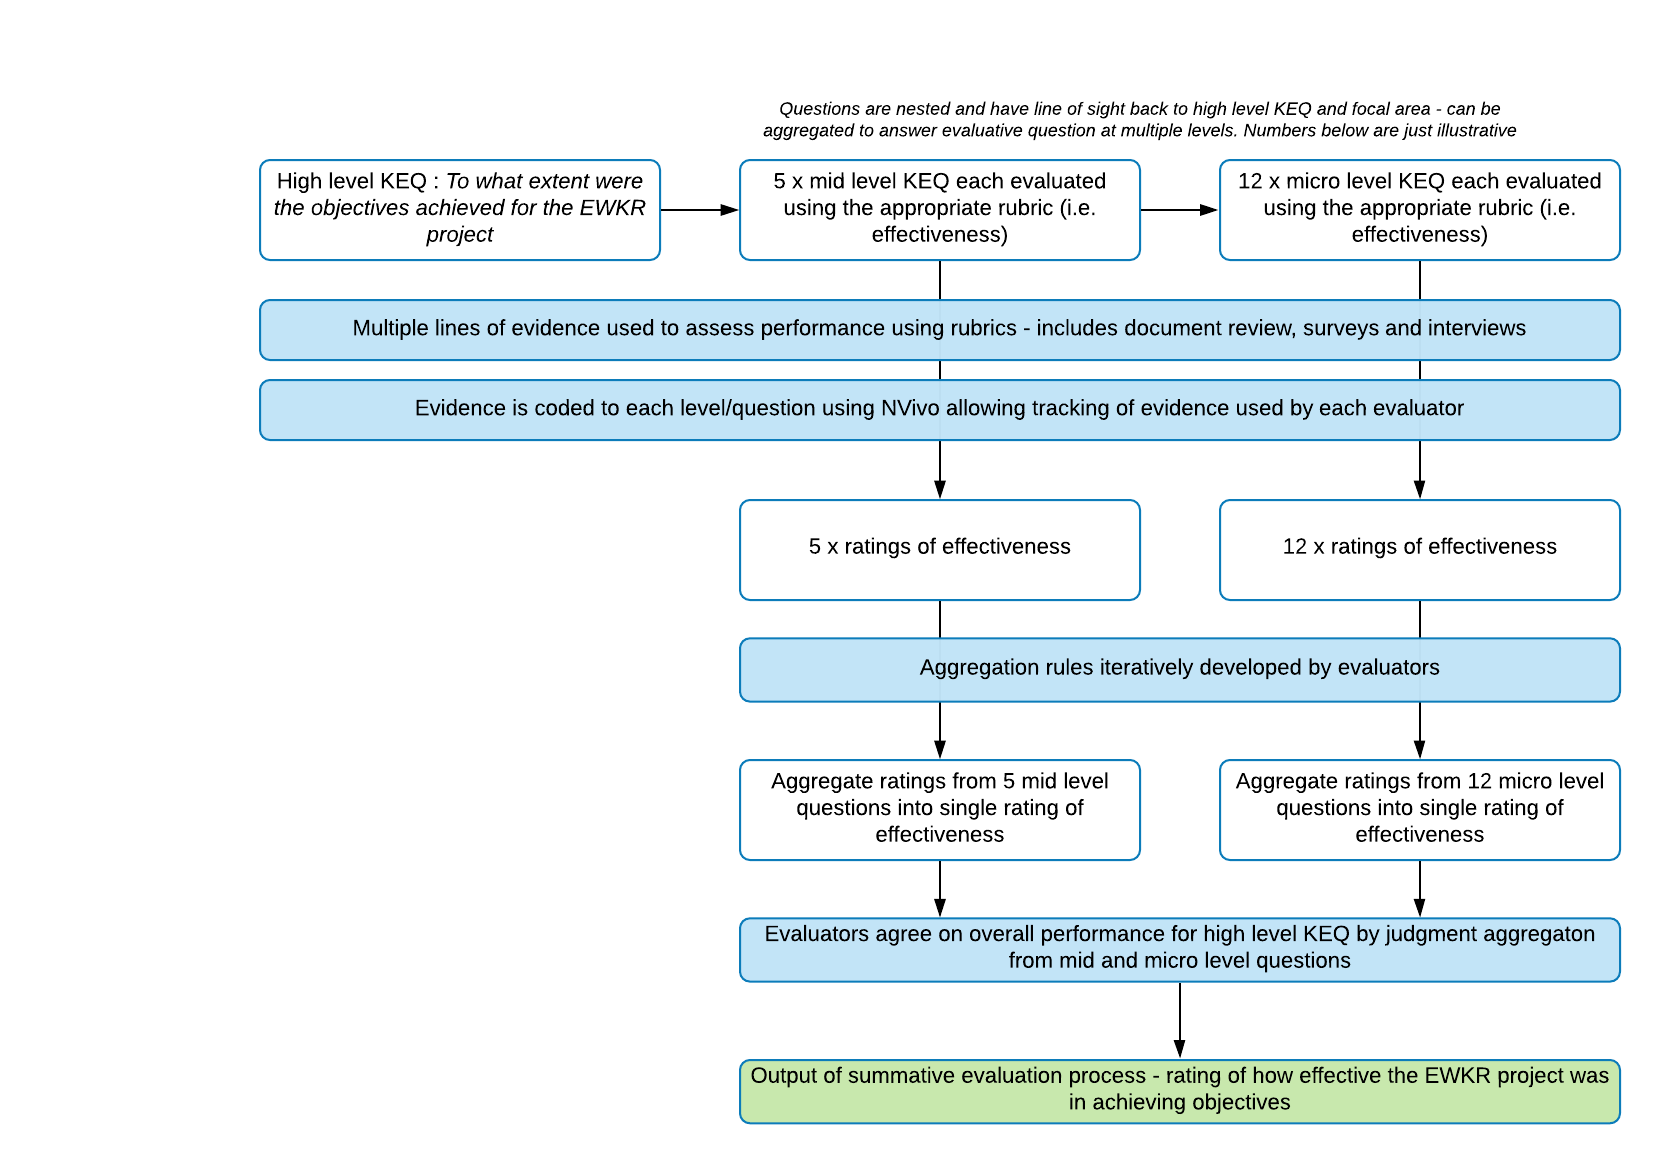 Questions are nested and have line of sight back to high level KEQ and focal area - can be
aggregated to answer evaluative question at multiple levels. Numbers below are just illustrative
High level KEQ : To what extent were
the objectives achieved for the EWKR
project
5 x mid level KEQ each evaluated
using the appropriate rubric (i.e.
effectiveness)
12 x micro level KEQ each evaluated
using the appropriate rubric (i.e.
effectiveness)
Multiple lines of evidence used to assess performance using rubrics - includes document review, surveys and interviews
Evidence is coded to each level/question using NVivo allowing tracking of evidence used by each evaluator
5 x ratings of effectiveness
12 x ratings of effectiveness
Aggregation rules iteratively developed by evaluators
Aggregate ratings from 5 mid level
questions into single rating of
effectiveness
Aggregate ratings from 12 micro level
questions into single rating of
effectiveness
Evaluators agree on overall performance for high level KEQ by judgment aggregaton
from mid and micro level questions
Output of summative evaluation process - rating of how effective the EWKR project was
in achieving objectives